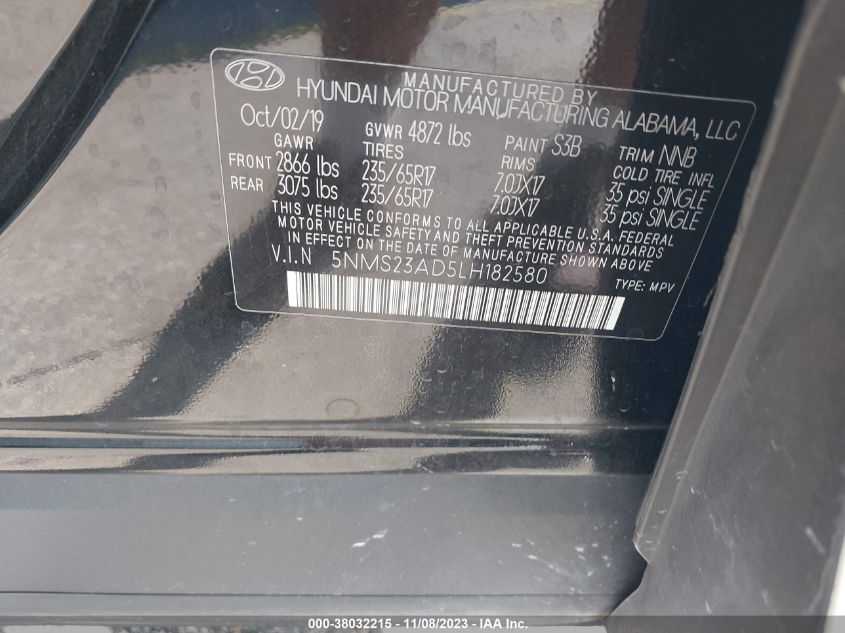 MANUFACTURED BY
HYUNDAI MOTOR MANUFACTURING ALABAMA, LLC
Oct/02/19 GVWR 4872 lbs PAINT S3B TRIM NNB
GAWR TIRES RIMS COLD TIRE INFL
FRONT 2866 lbs 235/65R17 7.0JX17 35 psi SINGLE
REAR 3075 lbs 235/65R17 7.0JX17 35 psi SINGLE
THIS VEHICLE CONFORMS TO ALL APPLICABLE U.S.A. FEDERAL
MOTOR VEHICLE SAFETY AND THEFT PREVENTION STANDARDS
IN EFFECT ON THE DATE OF MANUFACTURE SHOWN ABOVE
V.I.N 5NMS23AD5LH182580 TYPE: MPV
000-38032215 - 11/08/2023 - IAA Inc.